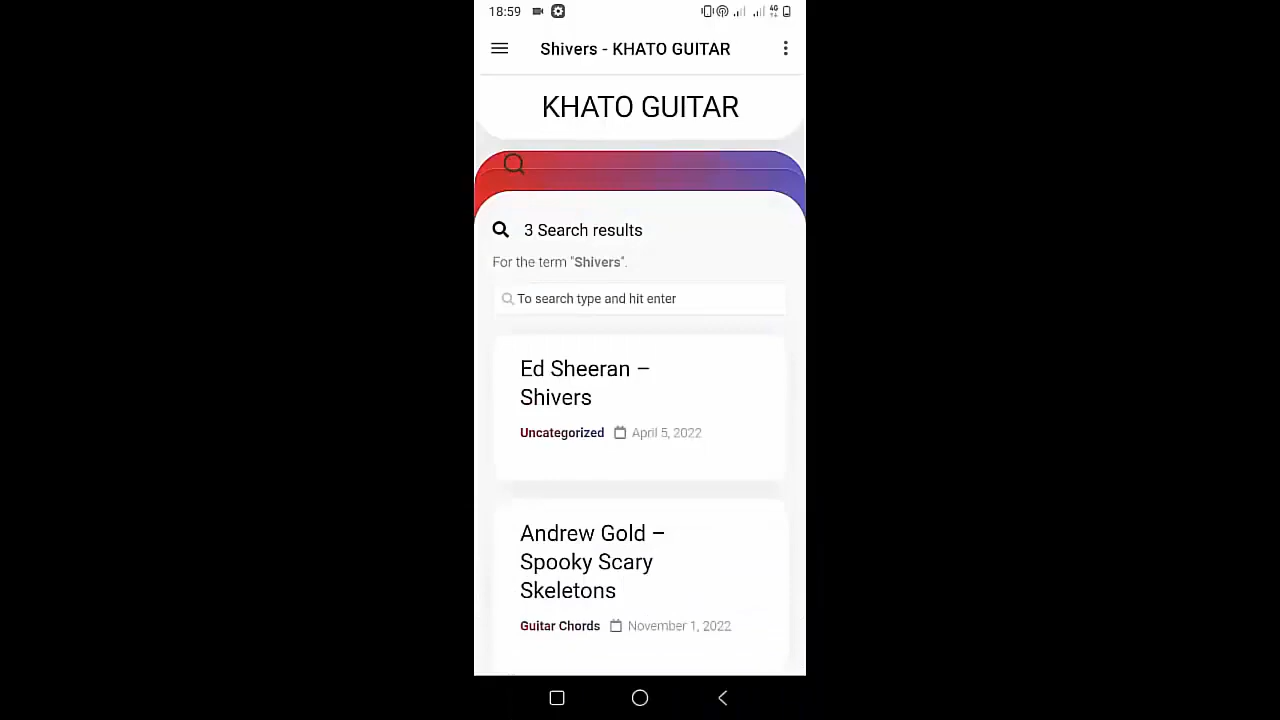 18:59
4G
Shivers - KHATO GUITAR
KHATO GUITAR
3 Search results
For the term "Shivers".
To search type and hit enter
Ed Sheeran –
Shivers
Uncategorized April 5, 2022
Andrew Gold –
Spooky Scary
Skeletons
Guitar Chords November 1, 2022